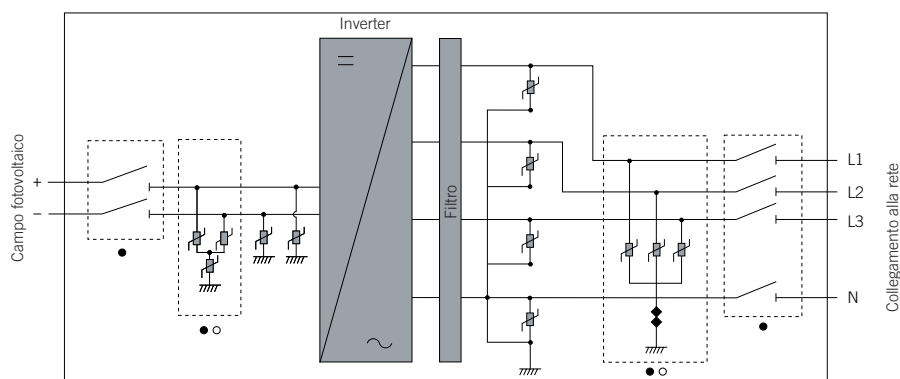 Inverter
Campo fotovoltaico
+
−
Filtro
L1
L2
L3
N
Collegamento alla rete